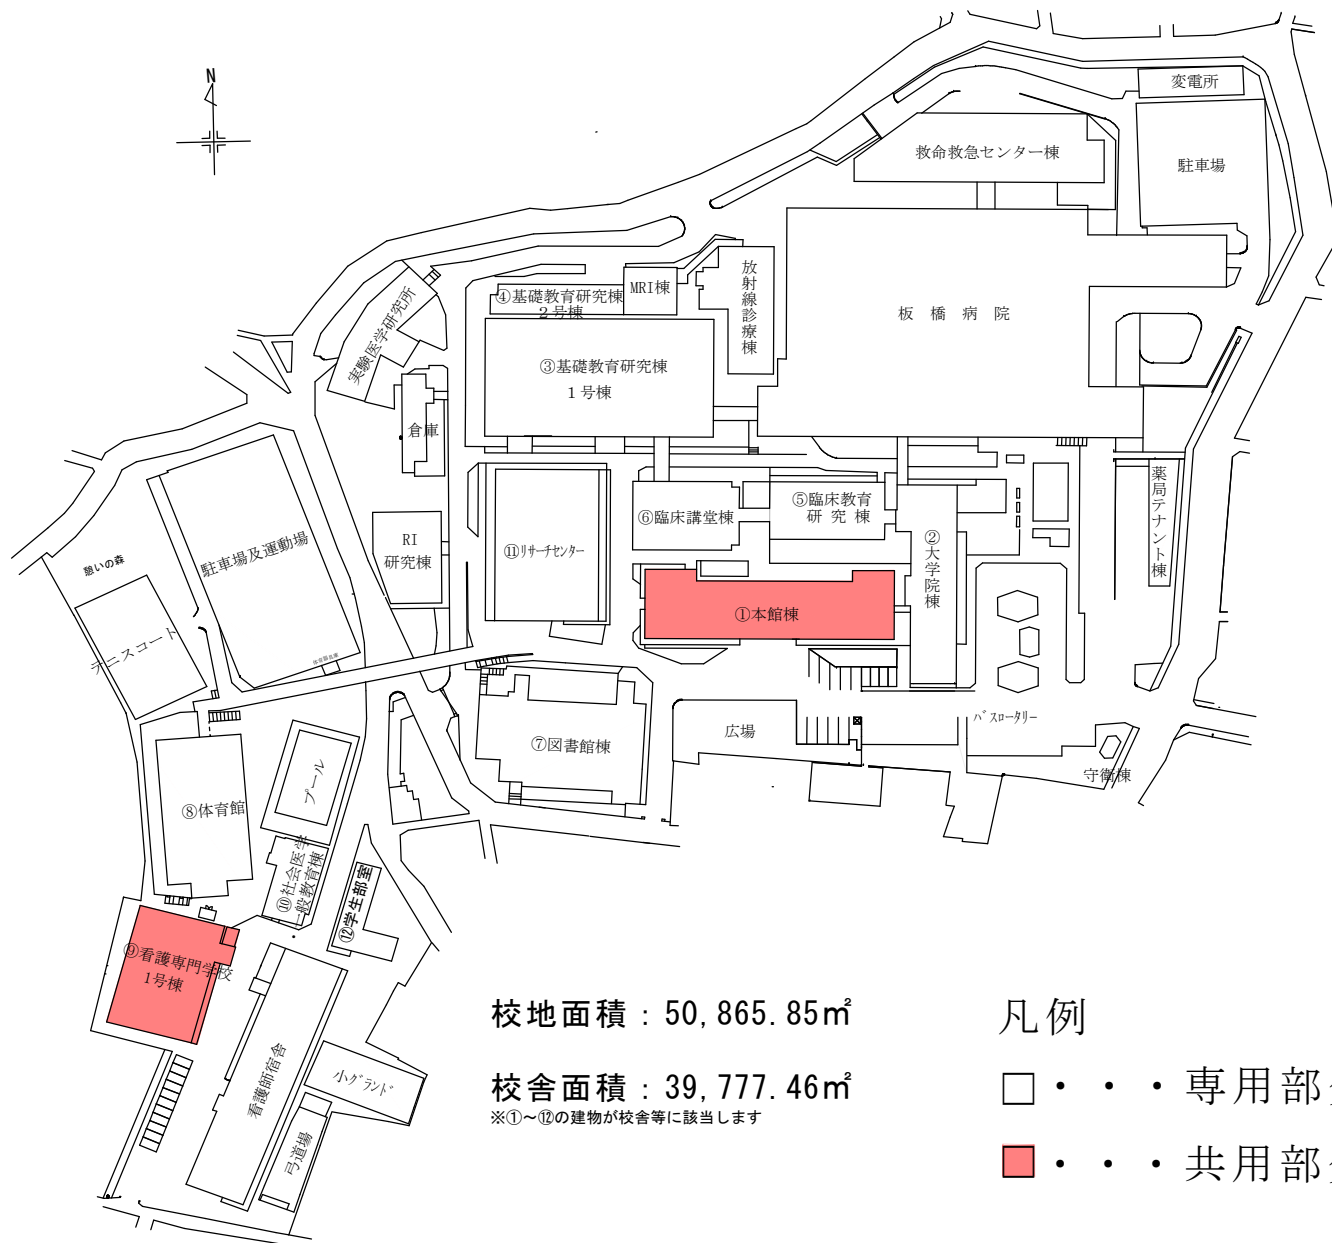 N
変電所
救命救急センター棟
駐車場
放射線診療棟
MRI棟
④基礎教育研究棟
2号棟
板橋病院
実験医学研究所
③基礎教育研究棟
1号棟
倉庫
薬局テナント棟
⑤臨床教育
研究棟
⑥臨床講堂棟
②大学院棟
⑪リサーチセンター
RI
研究棟
駐車場及運動場
憩いの森
①本館棟
テニスコート
バスロータリー
広場
⑦図書館棟
守衛棟
プール
⑧体育館
⑩社会医学
一般教育棟
⑫学生部室
⑨看護専門学校
1号棟
看護師宿舎
小グランド
弓道場
校地面積：50,865.85㎡
校舎面積：39,777.46㎡
※①～⑫の建物が校舎等に該当します
凡例
□・・・専用部
■・・・共用部